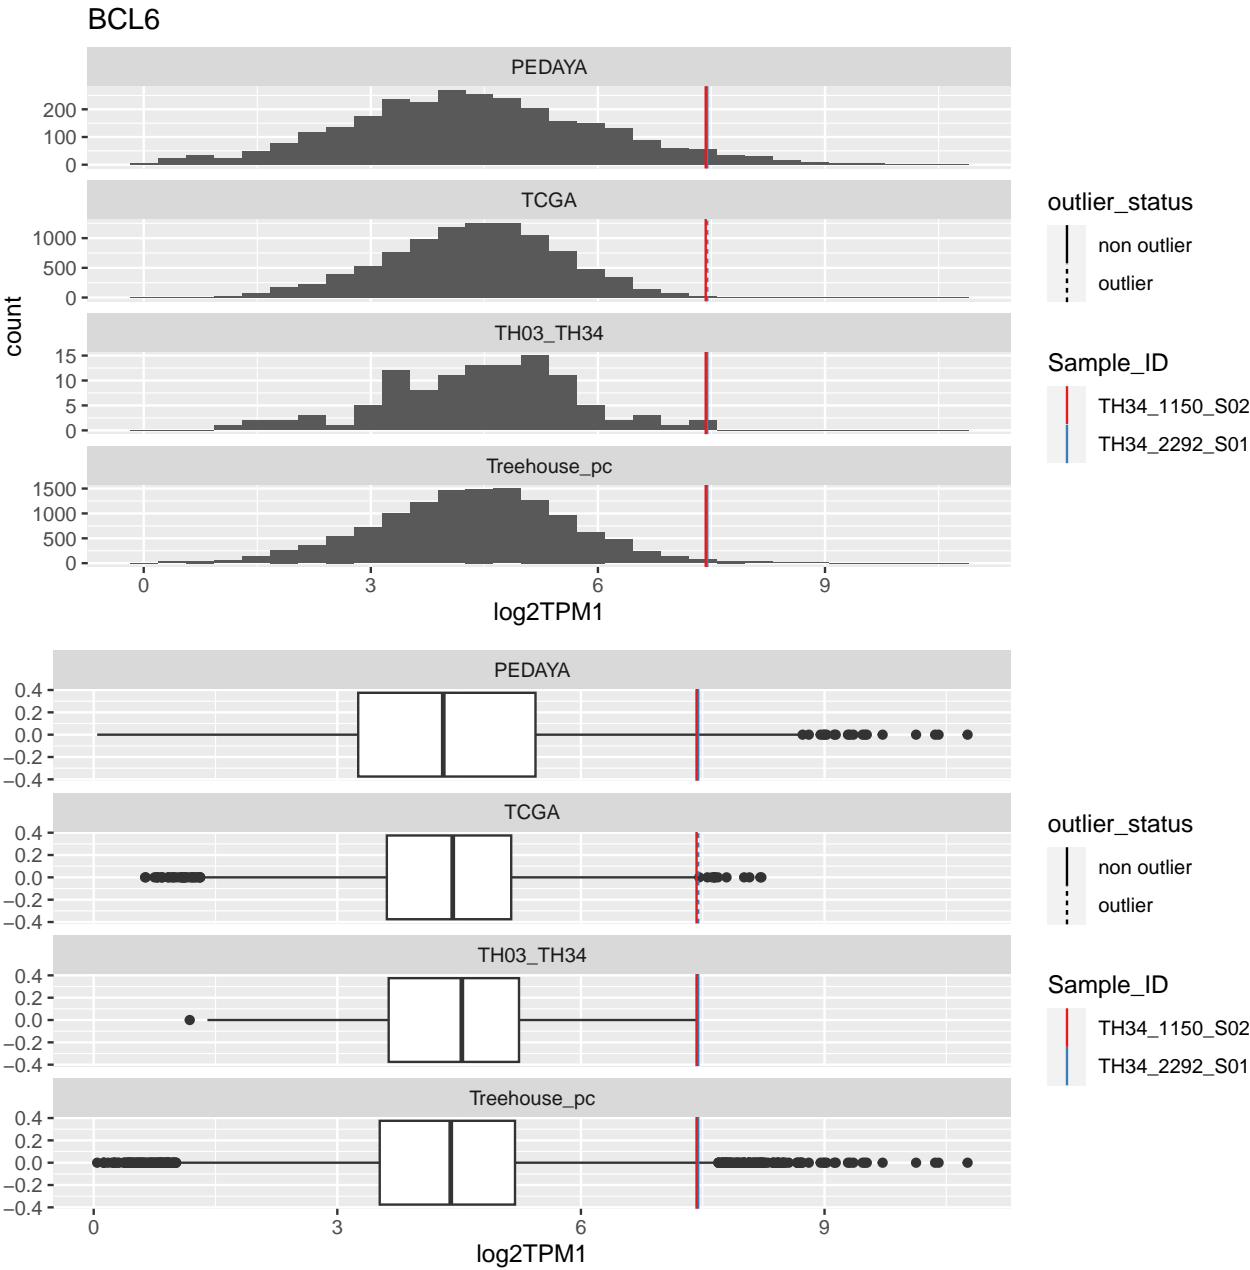 BCL6
PEDAYA
200
100
0
TCGA
1000
500
0
TH03_TH34
15
10
5
0
Treehouse_pc
1500
1000
500
0
0 3 6 9
log2TPM1
count
outlier_status
non outlier
outlier
Sample_ID
TH34_1150_S02
TH34_2292_S01
PEDAYA
0.4
0.2
0.0
−0.2
−0.4
TCGA
0.4
0.2
0.0
−0.2
−0.4
TH03_TH34
0.4
0.2
0.0
−0.2
−0.4
Treehouse_pc
0.4
0.2
0.0
−0.2
−0.4
0 3 6 9
log2TPM1
outlier_status
non outlier
outlier
Sample_ID
TH34_1150_S02
TH34_2292_S01